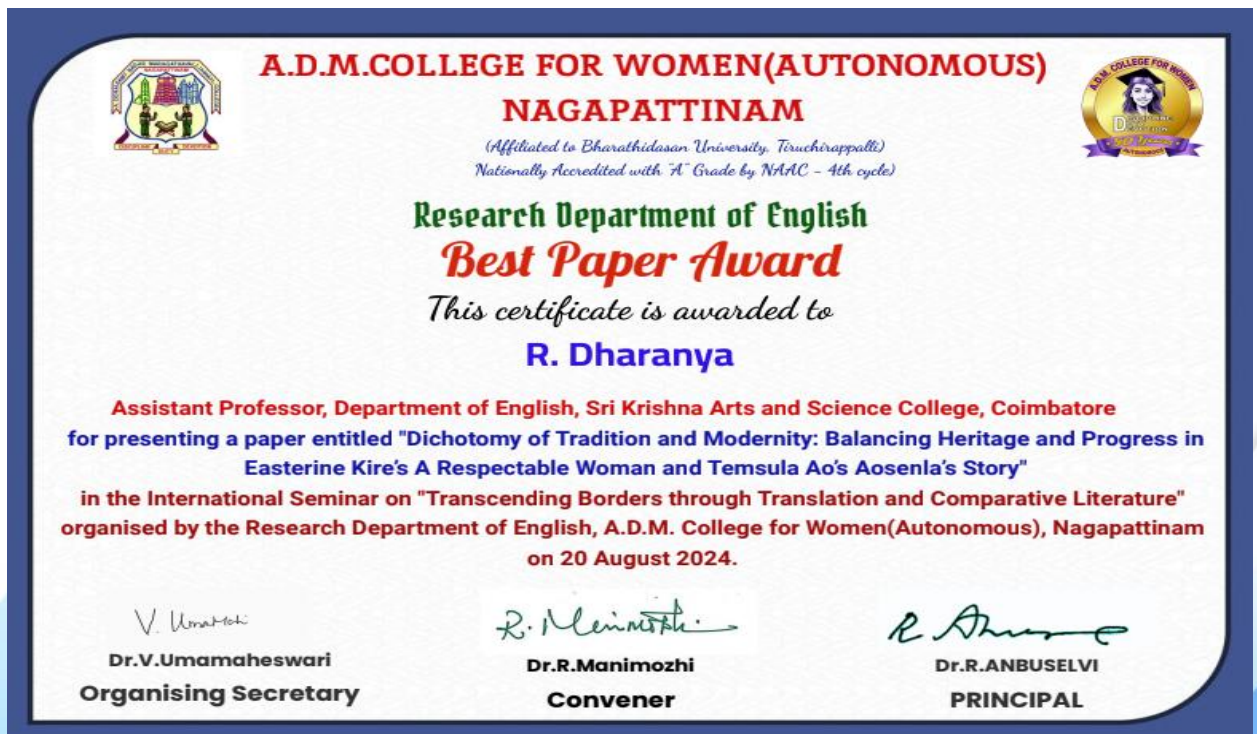 A.D.M.COLLEGE FOR WOMEN(AUTONOMOUS)
NAGAPATTINAM
(Affiliated to Bharathidasan University, Tiruchirappalli)
Nationally Accredited with "A" Grade by NAAC - 4th cycle)
Research Department of English
Best Paper Award
This certificate is awarded to
R. Dharanya
Assistant Professor, Department of English, Sri Krishna Arts and Science College, Coimbatore
for presenting a paper entitled "Dichotomy of Tradition and Modernity: Balancing Heritage and Progress in
Easterine Kire's A Respectable Woman and Temsula Ao's Aosenla's Story"
in the International Seminar on "Transcending Borders through Translation and Comparative Literature"
organised by the Research Department of English, A.D.M. College for Women(Autonomous), Nagapattinam
on 20 August 2024.
Dr.V.Umamaheswari
Organising Secretary
Dr.R.Manimozhi
Convener
Dr.R.ANBUSELVI
PRINCIPAL
A.D.M. COLLEGE FOR WOMEN
AUTONOMOUS